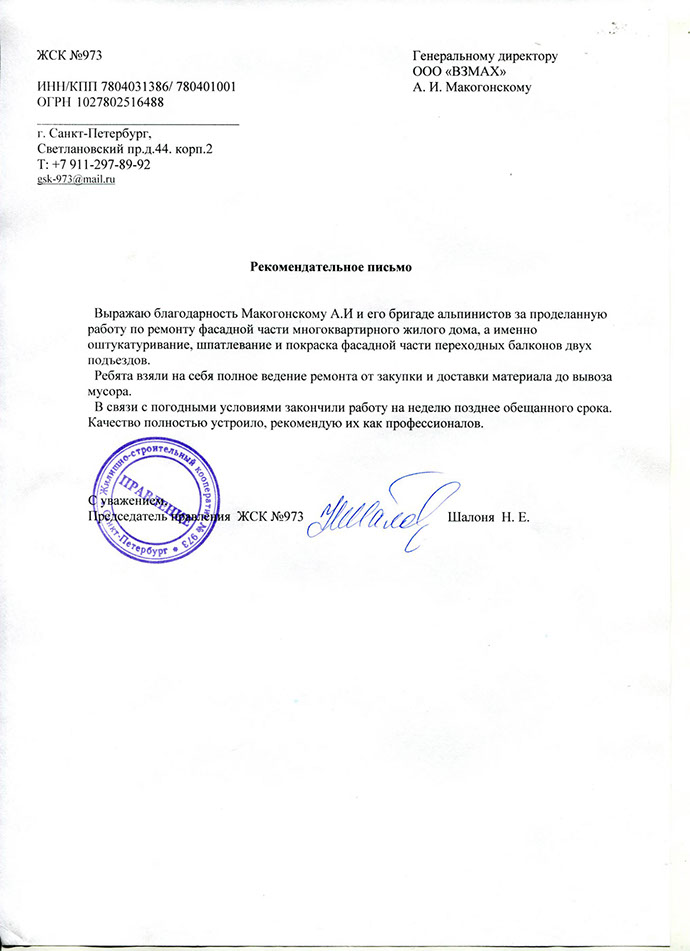 ЖСК №973
ИНН/КПП 7804031386/ 780401001
ОГРН 1027802516488
г. Санкт-Петербург,
Светлановский пр.д.44. корп.2
Т: +7 911-297-89-92
gsk-973@mail.ru
Генеральному директору
ООО «ВЗМАХ»
А. И. Макогонскому
Рекомендательное письмо
Выражаю благодарность Макогонскому А.И и его бригаде альпинистов за проделанную
работу по ремонту фасадной части многоквартирного жилого дома, а именно
оштукатуривание, шпатлевание и покраска фасадной части переходных балконов двух
подъездов.
Ребята взяли на себя полное ведение ремонта от закупки и доставки материала до вывоза
мусора.
В связи с погодными условиями закончили работу на неделю позднее обещанного срока.
Качество полностью устроило, рекомендую их как профессионалов.
С уважением,
Председатель правления ЖСК №973
Шалоня Н. Е.
Жилищно-строительный кооператив № 973
Санкт-Петербург
ПРАВЛЕНИЕ